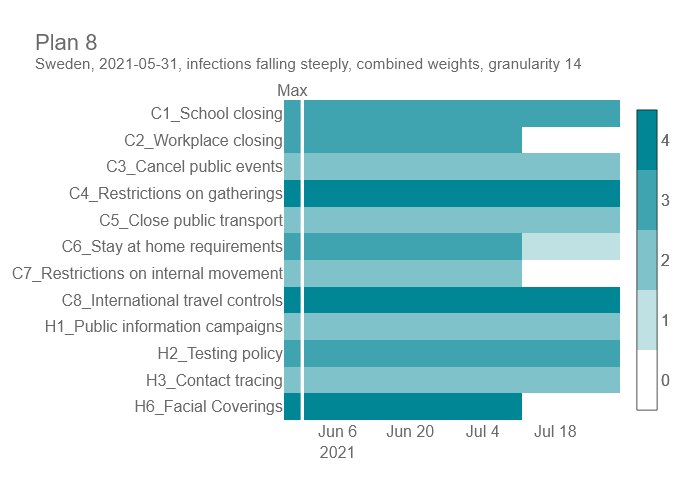 Plan 8
Sweden, 2021-05-31, infections falling steeply, combined weights, granularity 14
Max
C1_School closing
C2_Workplace closing
C3_Cancel public events
C4_Restrictions on gatherings
C5_Close public transport
C6_Stay at home requirements
C7_Restrictions on internal movement
C8_International travel controls
H1_Public information campaigns
H2_Testing policy
H3_Contact tracing
H6_Facial Coverings
Jun 6 Jun 20 Jul 4 Jul 18
2021
4
3
2
1
0